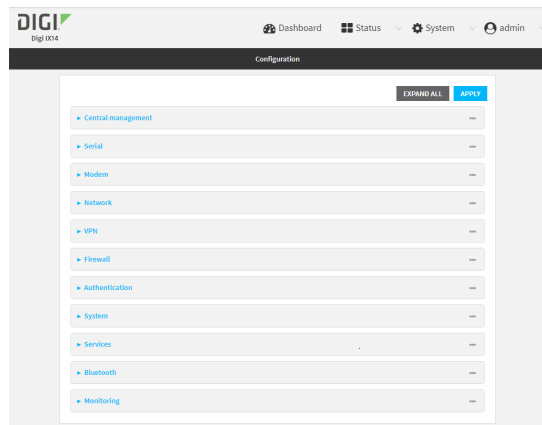 DIGI
Digi IX14
Dashboard Status System admin
Configuration
EXPAND ALL APPLY
Central management
Serial
Modem
Network
VPN
Firewall
Authentication
System
Services
Bluetooth
Monitoring